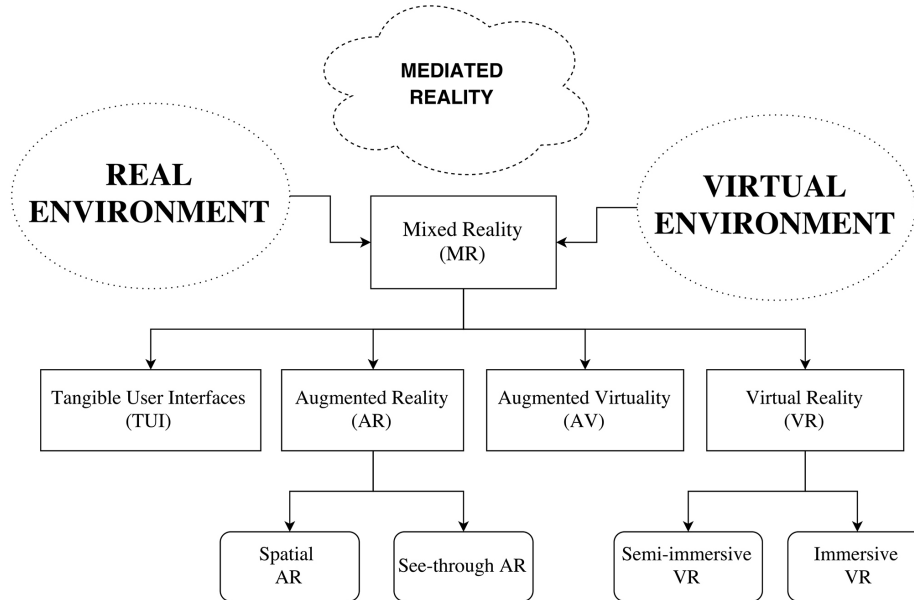 MEDIATED
REALITY
REAL
ENVIRONMENT
VIRTUAL
ENVIRONMENT
Mixed Reality
(MR)
Tangible User Interfaces
(TUI)
Augmented Reality
(AR)
Augmented Virtuality
(AV)
Virtual Reality
(VR)
Spatial
AR
See-through AR
Semi-immersive
VR
Immersive
VR